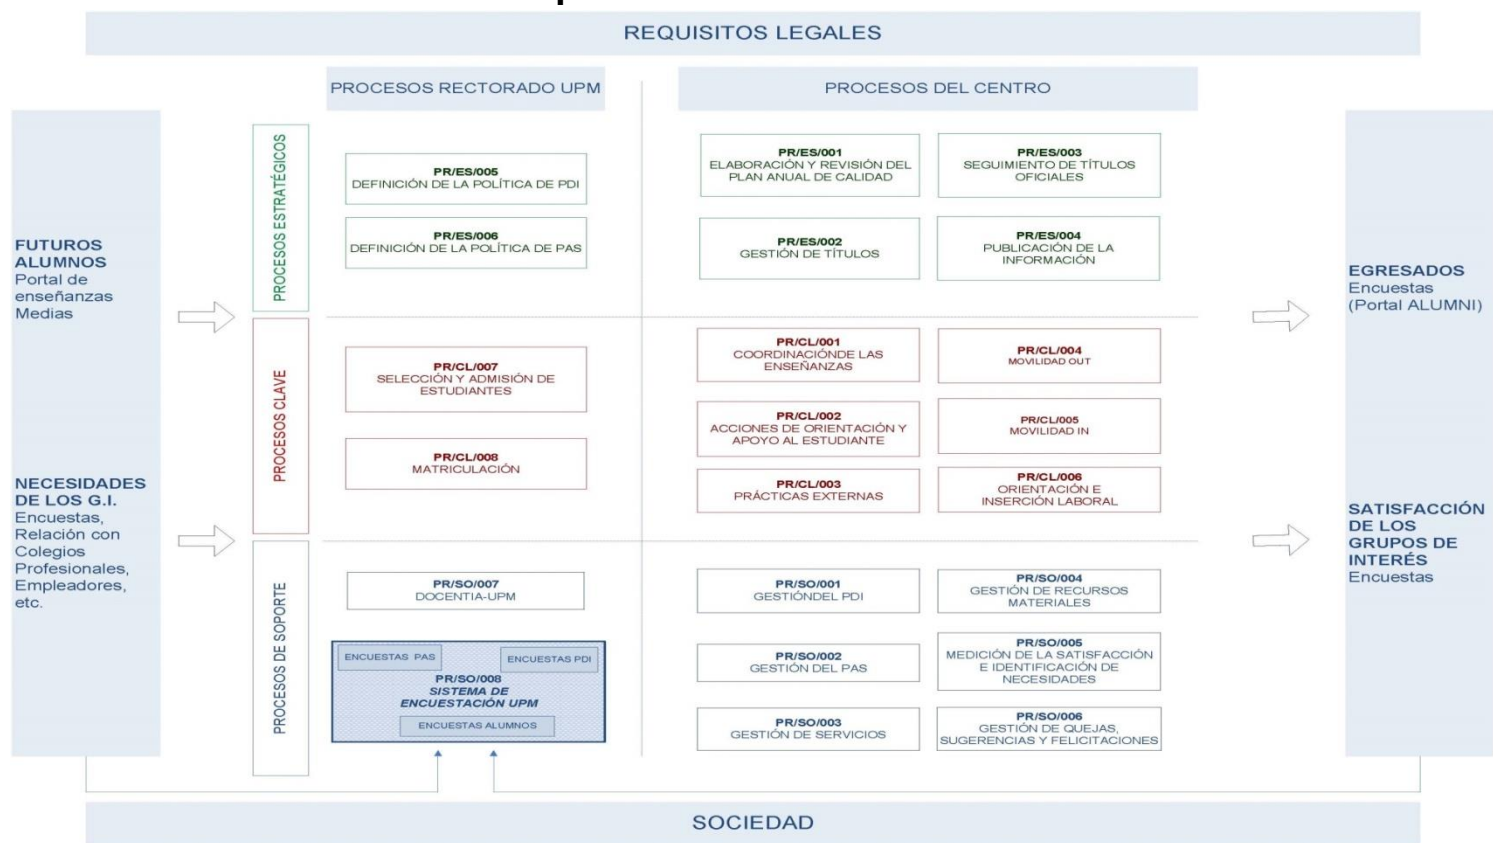 REQUISITOS LEGALES
PROCESOS RECTORADO UPM
PROCESOS DEL CENTRO
FUTUROS
ALUMNOS
Portal de
enseñanzas
Medias
NECESIDADES
DE LOS G.I.
Encuestas,
Relación con
Colegios
Profesionales,
Empleadores,
etc.
PROCESOS ESTRATÉGICOS
PR/ES/005
DEFINICIÓN DE LA POLÍTICA DE PDI
PR/ES/006
DEFINICIÓN DE LA POLÍTICA DE PAS
PR/ES/001
ELABORACIÓN Y REVISIÓN DEL
PLAN ANUAL DE CALIDAD
PR/ES/003
SEGUIMIENTO DE TÍTULOS
OFICIALES
PR/ES/002
GESTIÓN DE TÍTULOS
PR/ES/004
PUBLICACIÓN DE LA
INFORMACIÓN
PROCESOS CLAVE
PR/CL/007
SELECCIÓN Y ADMISIÓN DE
ESTUDIANTES
PR/CL/008
MATRICULACIÓN
PR/CL/001
COORDINACIÓNDE LAS
ENSEÑANZAS
PR/CL/004
MOVILIDAD OUT
PR/CL/002
ACCIONES DE ORIENTACIÓN Y
APOYO AL ESTUDIANTE
PR/CL/005
MOVILIDAD IN
PR/CL/003
PRÁCTICAS EXTERNAS
PR/CL/006
ORIENTACIÓN E
INSERCIÓN LABORAL
PROCESOS DE SOPORTE
PR/SO/007
DOCENTIA-UPM
ENCUESTAS PAS
ENCUESTAS PDI
PR/SO/008
SISTEMA DE
ENCUESTACIÓN UPM
ENCUESTAS ALUMNOS
PR/SO/001
GESTIÓNDEL PDI
PR/SO/004
GESTIÓN DE RECURSOS
MATERIALES
PR/SO/002
GESTIÓN DEL PAS
PR/SO/005
MEDICIÓN DE LA SATISFACCIÓN
E IDENTIFICACIÓN DE
NECESIDADES
PR/SO/003
GESTIÓN DE SERVICIOS
PR/SO/006
GESTIÓN DE QUEJAS,
SUGERENCIAS Y FELICITACIONES
EGRESADOS
Encuestas
(Portal ALUMNI)
SATISFACCIÓN
DE LOS
GRUPOS DE
INTERÉS
Encuestas
SOCIEDAD